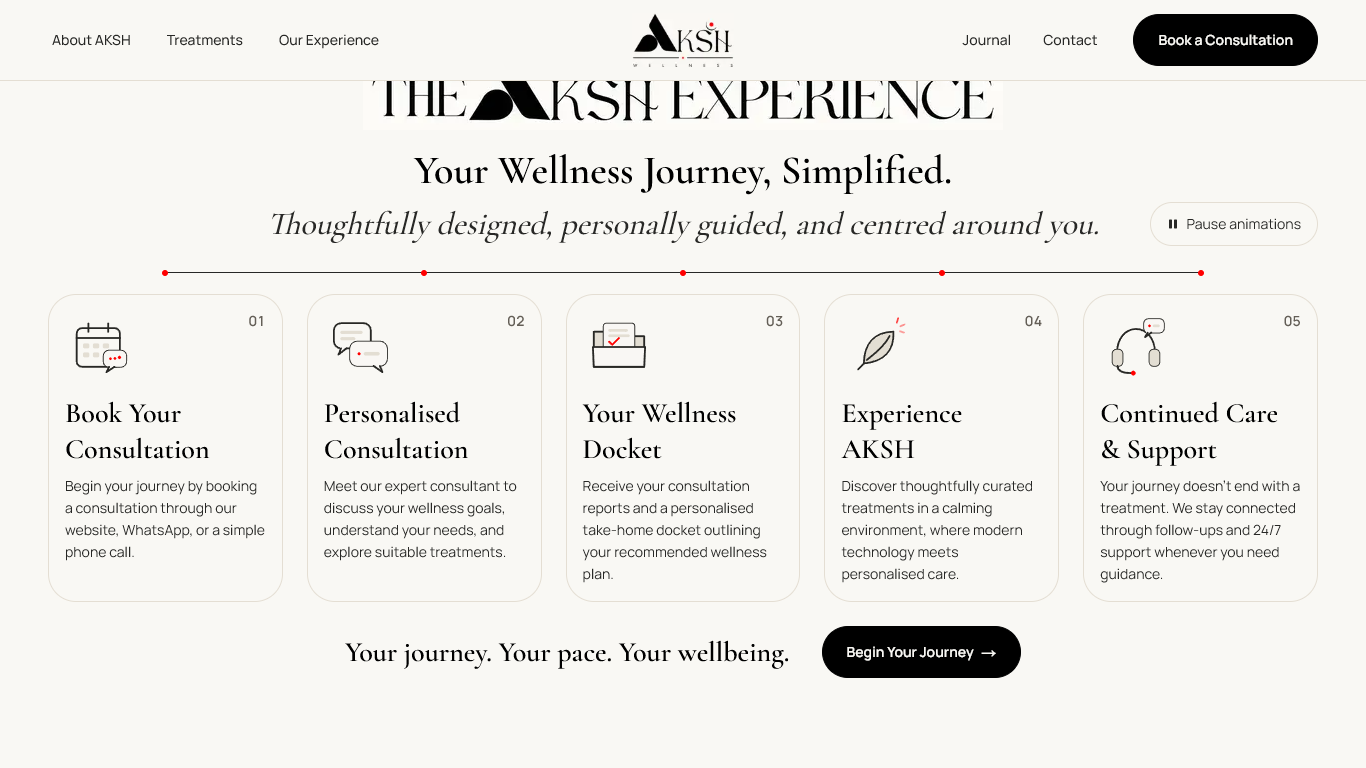 About AKSH
Treatments
Our Experience
AKSH
WELLNESS
Journal
Contact
Book a Consultation
THE AKSH EXPERIENCE
Your Wellness Journey, Simplified.
Thoughtfully designed, personally guided, and centred around you.
Pause animations
01
Book Your
Consultation
Begin your journey by booking
a consultation through our
website, WhatsApp, or a simple
phone call.
02
Personalised
Consultation
Meet our expert consultant to
discuss your wellness goals,
understand your needs, and
explore suitable treatments.
03
Your Wellness
Docket
Receive your consultation
reports and a personalised
take-home docket outlining
your recommended wellness
plan.
04
Experience
AKSH
Discover thoughtfully curated
treatments in a calming
environment, where modern
technology meets
personalised care.
05
Continued Care
& Support
Your journey doesn't end with a
treatment. We stay connected
through follow-ups and 24/7
support whenever you need
guidance.
Your journey. Your pace. Your wellbeing.
Begin Your Journey →